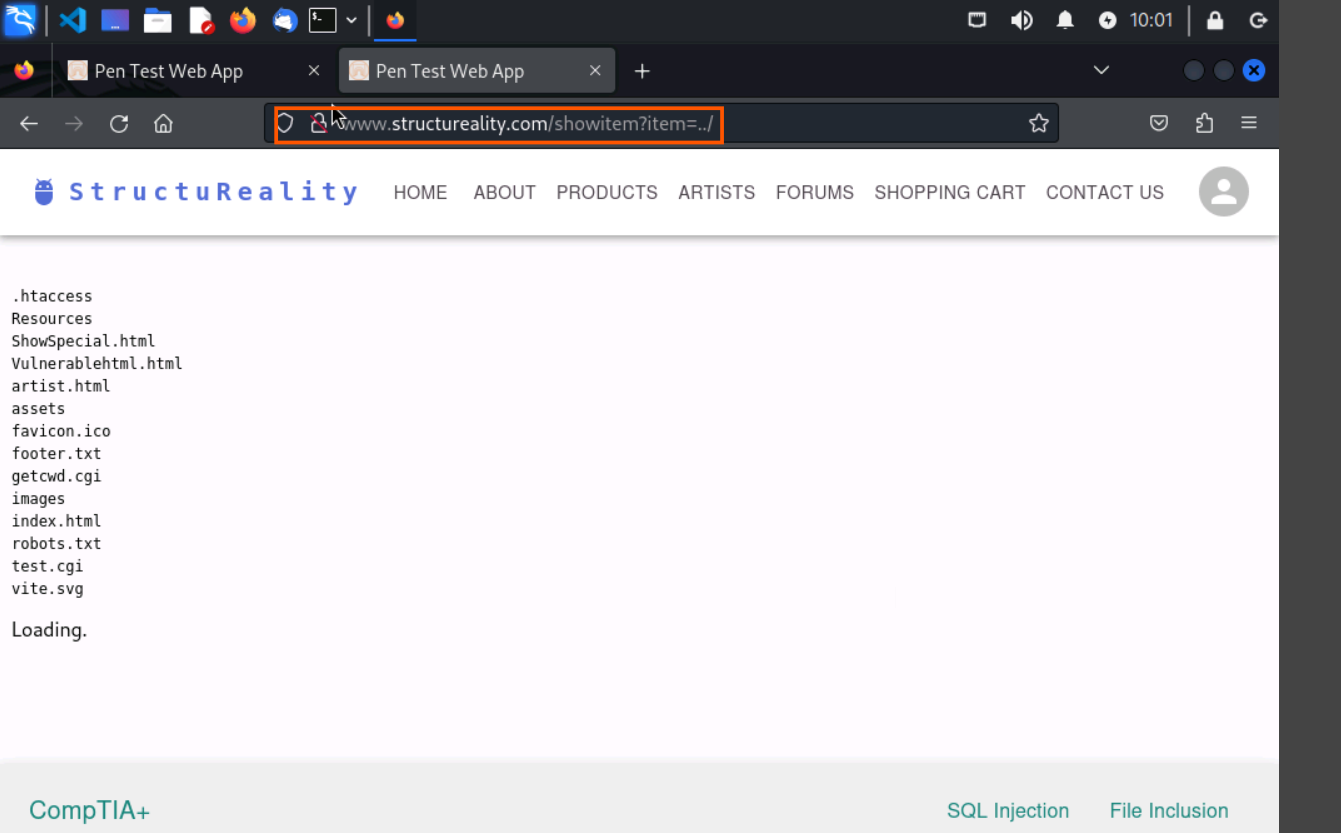 10:01
Pen Test Web App
Pen Test Web App
www.structureality.com/showitem?item=../
StructuReality HOME ABOUT PRODUCTS ARTISTS FORUMS SHOPPING CART CONTACT US
.htaccess
Resources
ShowSpecial.html
Vulnerablehtml.html
artist.html
assets
favicon.ico
footer.txt
getcwd.cgi
images
index.html
robots.txt
test.cgi
vite.svg
Loading.
CompTIA+ SQL Injection File Inclusion